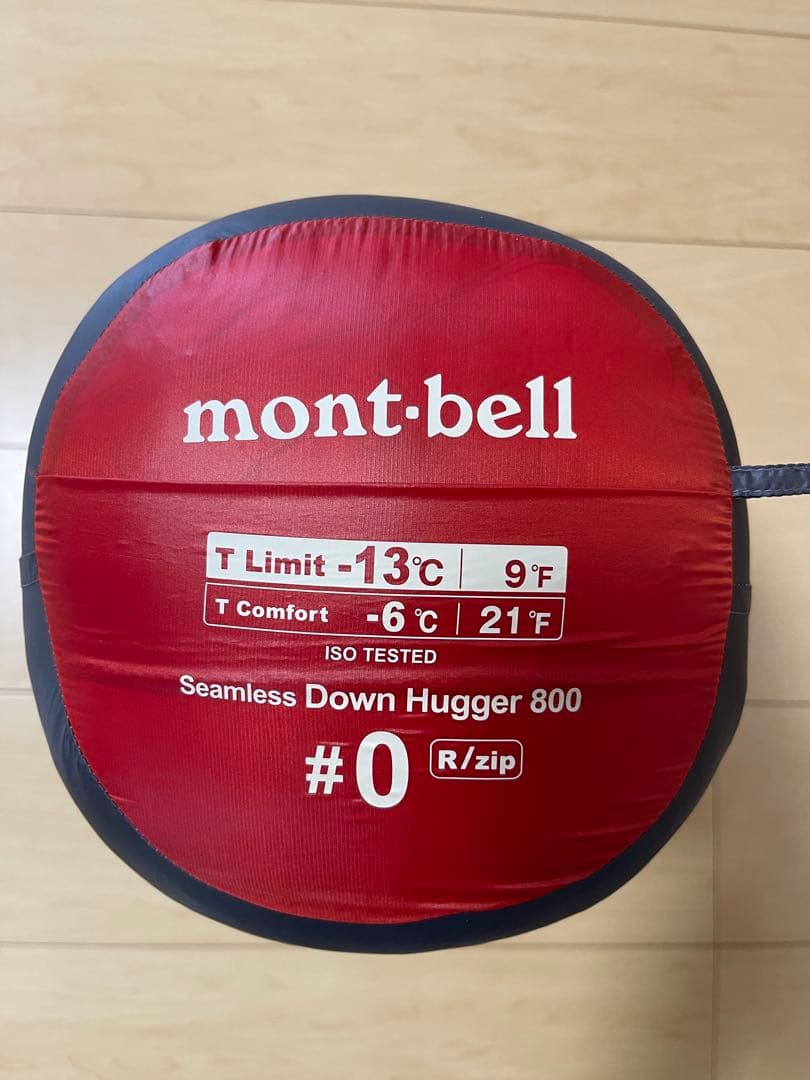 mont-bell
T Limit -13℃ | 9℉
T Comfort -6℃ | 21℉
ISO TESTED
Seamless Down Hugger 800
#0 R/zip